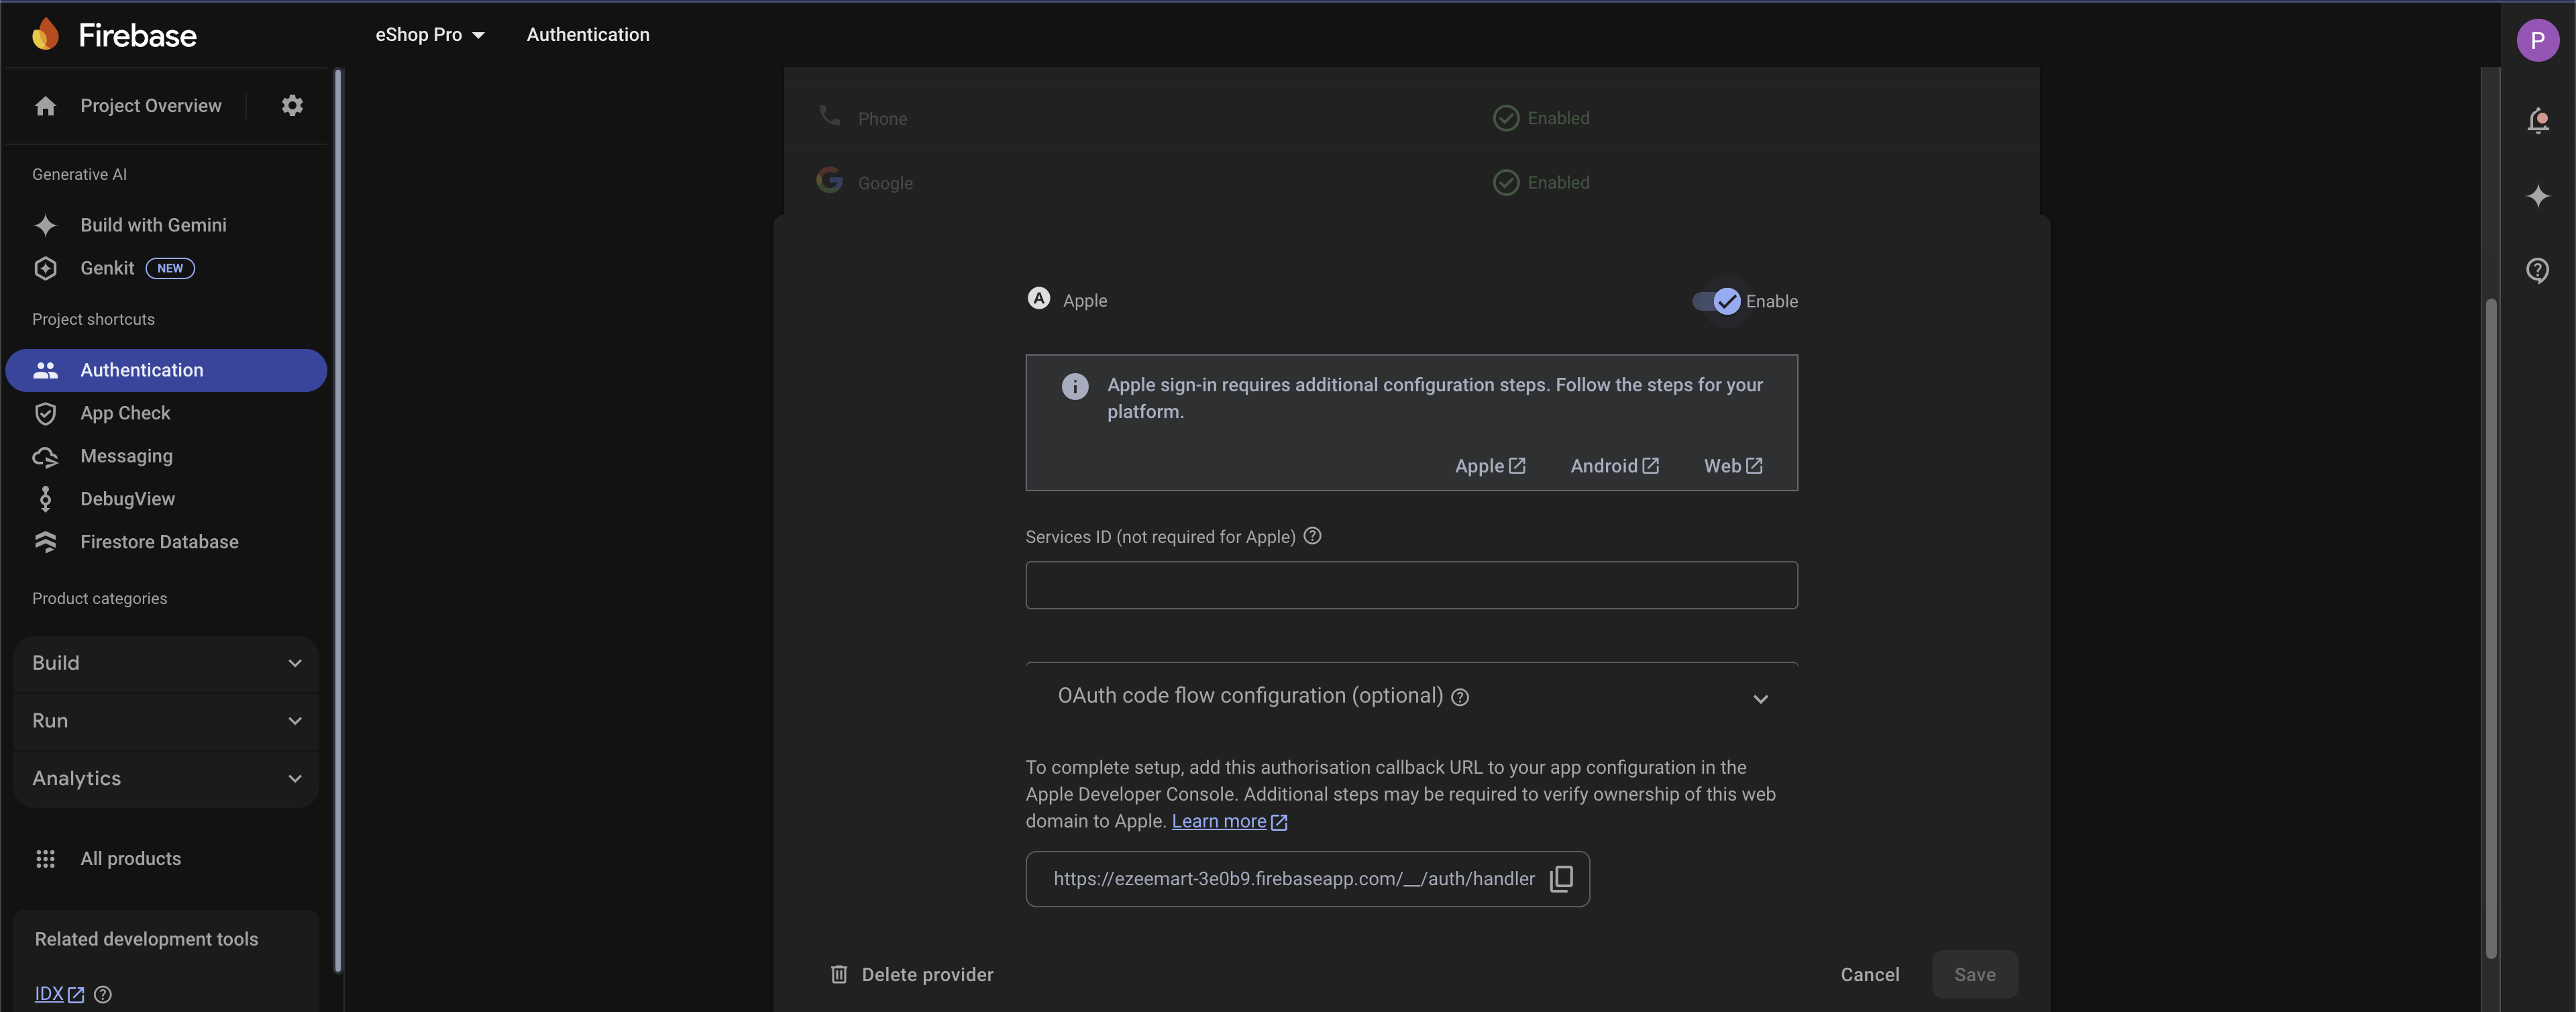 Firebase
eShop Pro
Authentication
P
Project Overview
Generative AI
Build with Gemini
Genkit NEW
Project shortcuts
Authentication
App Check
Messaging
DebugView
Firestore Database
Product categories
Build
Run
Analytics
All products
Related development tools
IDX
Phone Enabled
Google Enabled
A Apple Enable
Apple sign-in requires additional configuration steps. Follow the steps for your
platform.
Apple Android Web
Services ID (not required for Apple)
OAuth code flow configuration (optional)
To complete setup, add this authorisation callback URL to your app configuration in the
Apple Developer Console. Additional steps may be required to verify ownership of this web
domain to Apple. Learn more
https://ezeemart-3e0b9.firebaseapp.com/__/auth/handler
Delete provider
Cancel Save